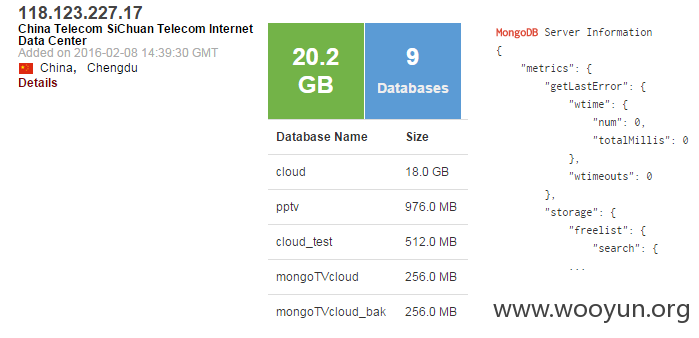 118.123.227.17
China Telecom SiChuan Telecom Internet
Data Center
Added on 2016-02-08 14:39:30 GMT
China, Chengdu
Details
20.2
GB
9
Databases
Database Name Size
cloud 18.0 GB
pptv 976.0 MB
cloud_test 512.0 MB
mongoTVcloud 256.0 MB
mongoTVcloud_bak 256.0 MB
MongoDB Server Information
{
"metrics": {
"getLastError": {
"wtime": {
"num": 0,
"totalMillis": 0
},
"wtimeouts": 0
},
"storage": {
"freelist": {
"search": {
...
www.wooyun.org